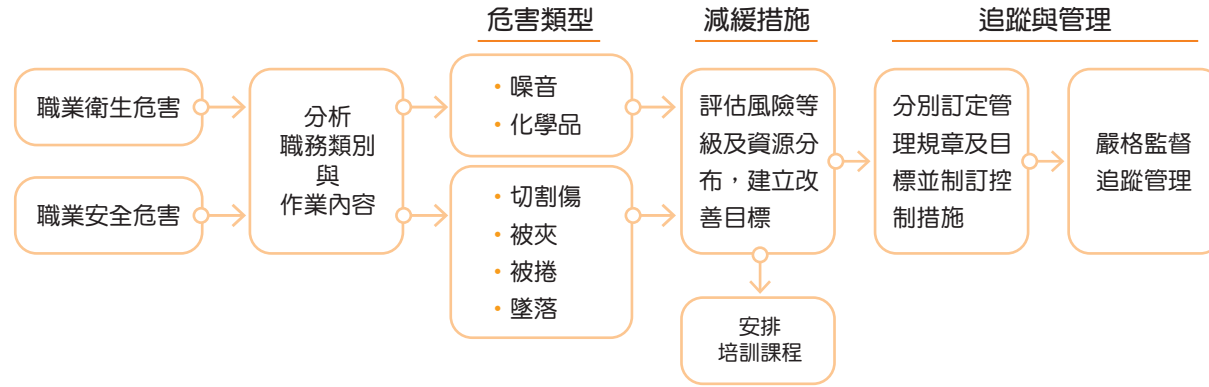 危害類型
減緩措施
追蹤與管理
職業衛生危害
職業安全危害
分析
職務類別
與
作業內容
・噪音
・化學品
・切割傷
・被夾
・被捲
・墜落
評估風險等
級及資源分
布，建立改
善目標
安排
培訓課程
分別訂定管
理規章及目
標並制訂控
制措施
嚴格監督
追蹤管理